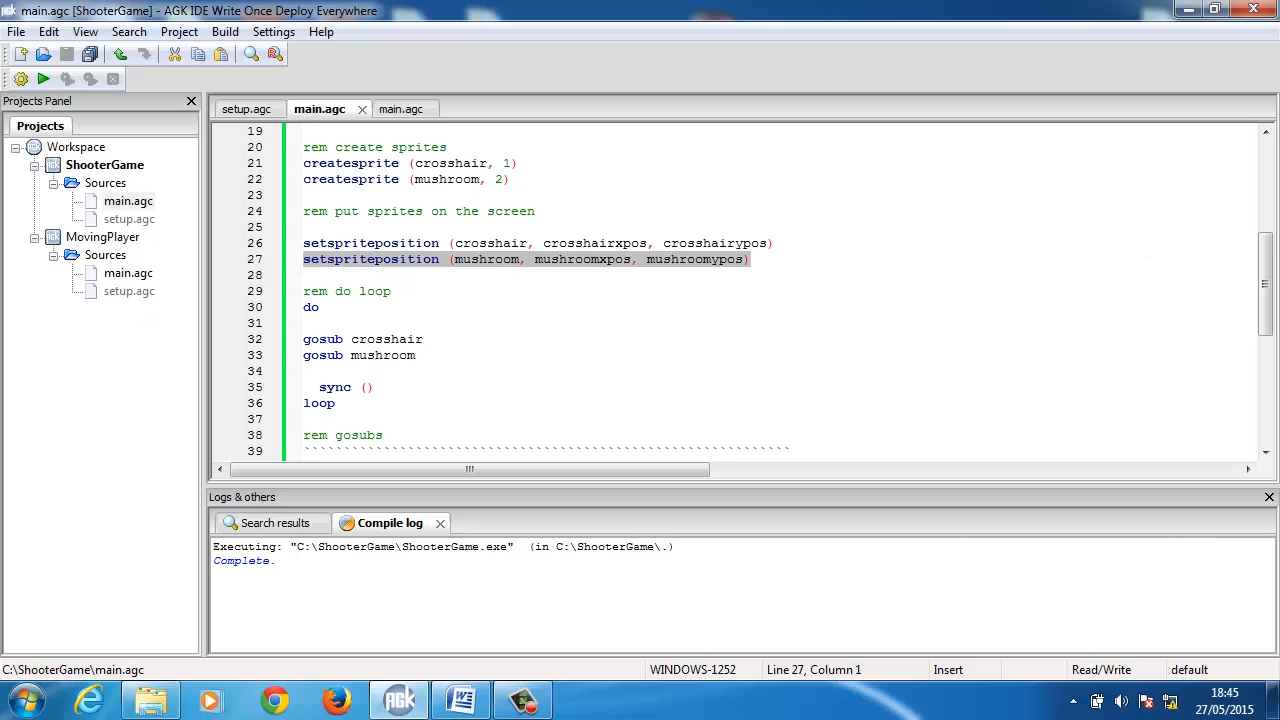 main.agc [ShooterGame] - AGK IDE Write Once Deploy Everywhere
File Edit View Search Project Build Settings Help
Projects Panel
Projects
Workspace
ShooterGame
Sources
main.agc
setup.agc
MovingPlayer
Sources
main.agc
setup.agc
setup.agc main.agc main.agc
19
20 rem create sprites
21 createsprite (crosshair, 1)
22 createsprite (mushroom, 2)
23
24 rem put sprites on the screen
25
26 setspriteposition (crosshair, crosshairxpos, crosshairypos)
27 setspriteposition (mushroom, mushroomxpos, mushroomypos)
28
29 rem do loop
30 do
31
32 gosub crosshair
33 gosub mushroom
34
35 sync ()
36 loop
37
38 rem gosubs
39 `````````````````````````````````````````````````````````````
Logs & others
Search results Compile log
Executing: "C:\ShooterGame\ShooterGame.exe" (in C:\ShooterGame\.)
Complete.
C:\ShooterGame\main.agc WINDOWS-1252 Line 27, Column 1 Insert Read/Write default
AGK
18:45
27/05/2015